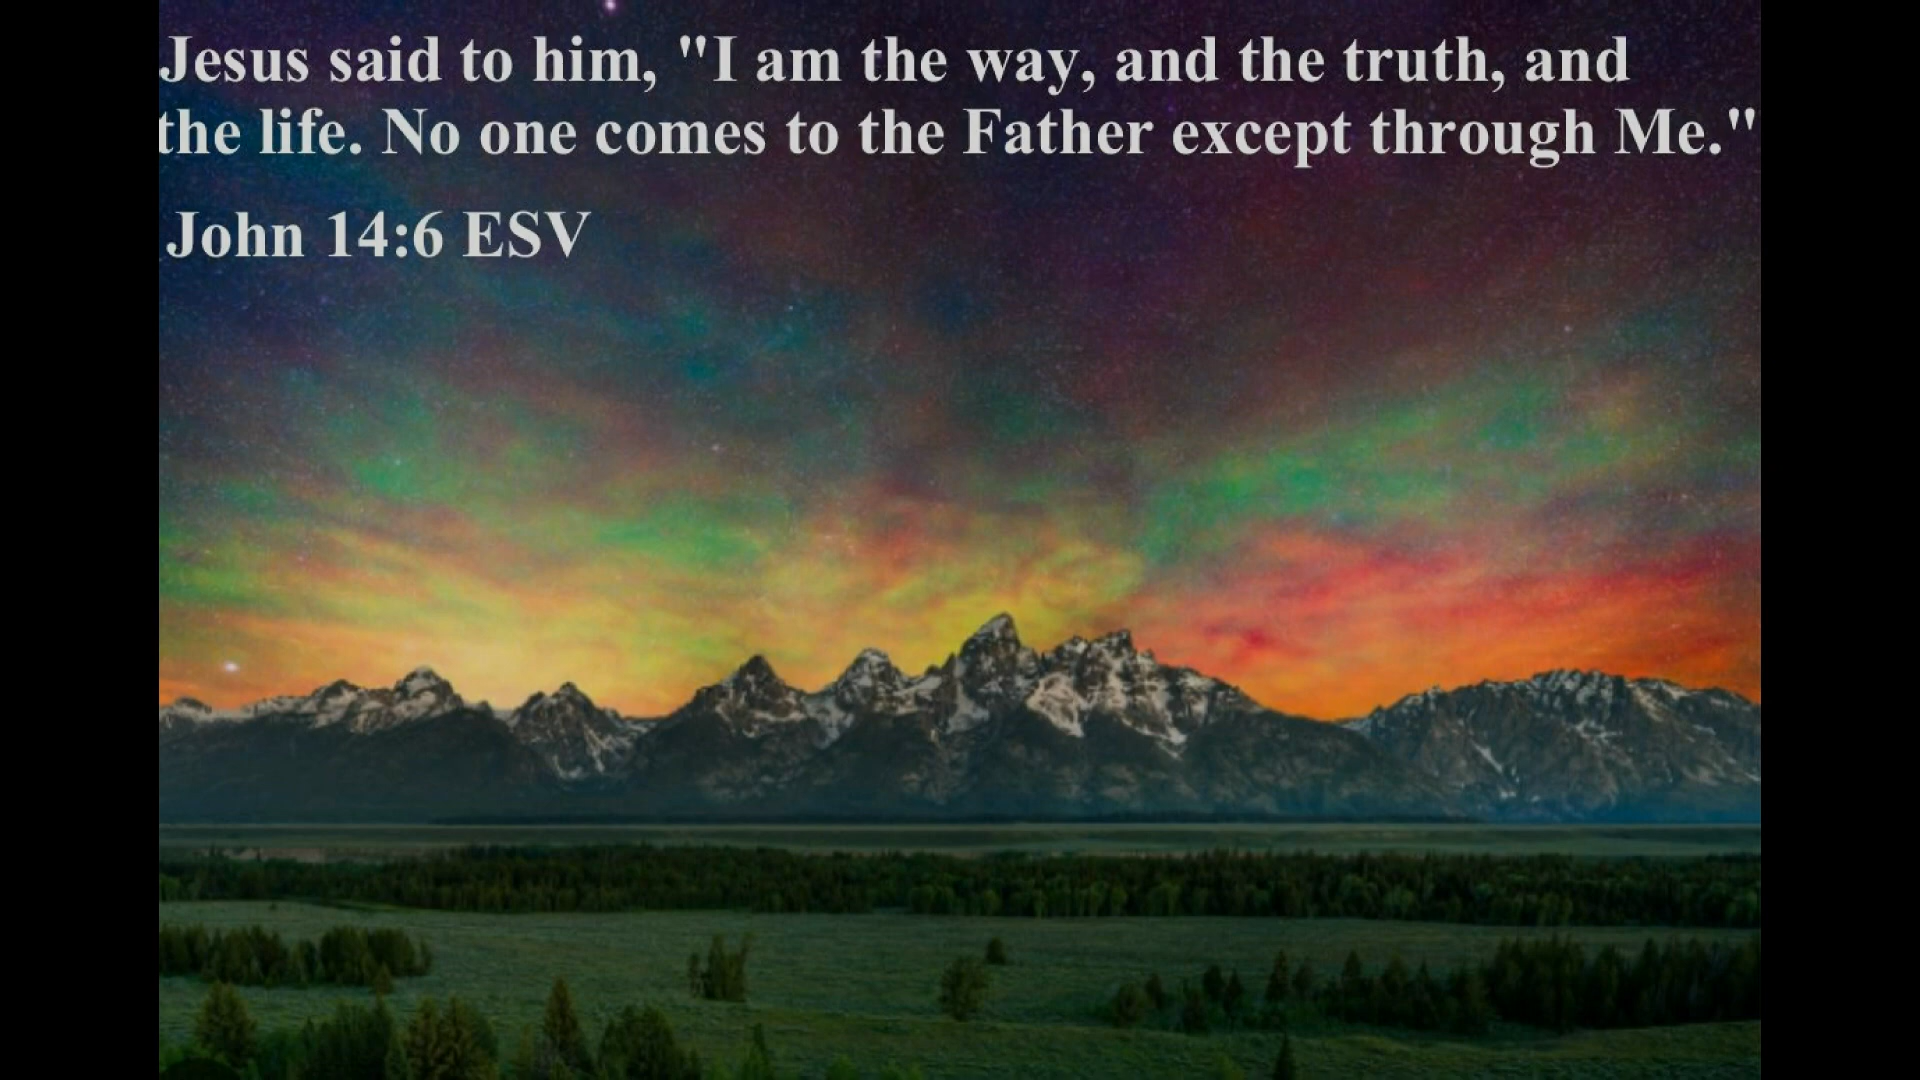 Jesus said to him, "I am the way, and the truth, and
the life. No one comes to the Father except through Me."
John 14:6 ESV